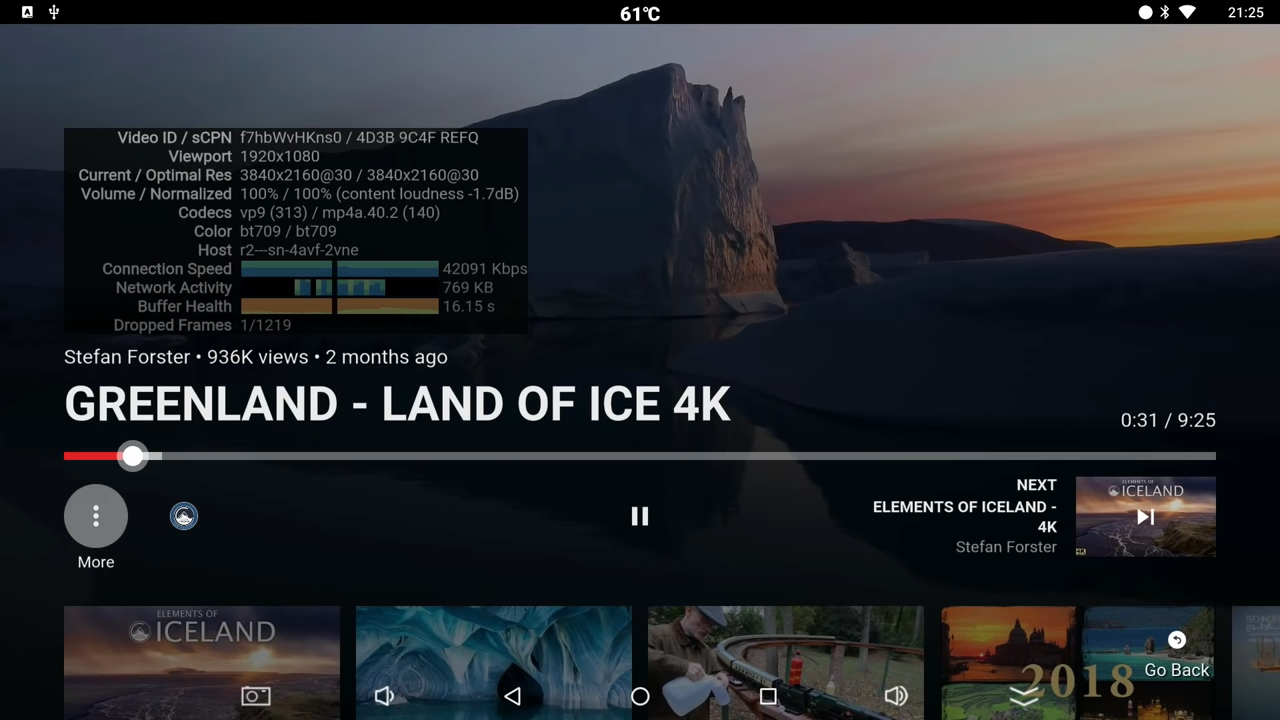 61℃
21:25
Video ID / sCPN f7hbWvHKns0 / 4D3B 9C4F REFQ
Viewport 1920x1080
Current / Optimal Res 3840x2160@30 / 3840x2160@30
Volume / Normalized 100% / 100% (content loudness -1.7dB)
Codecs vp9 (313) / mp4a.40.2 (140)
Color bt709 / bt709
Host r2---sn-4avf-2vne
Connection Speed 42091 Kbps
Network Activity 769 KB
Buffer Health 16.15 s
Dropped Frames 1/1219
Stefan Forster • 936K views • 2 months ago
GREENLAND - LAND OF ICE 4K
0:31 / 9:25
More
NEXT
ELEMENTS OF ICELAND -
4K
Stefan Forster
ELEMENTS OF
ICELAND
4K
ELEMENTS OF
ICELAND
2018
Go Back